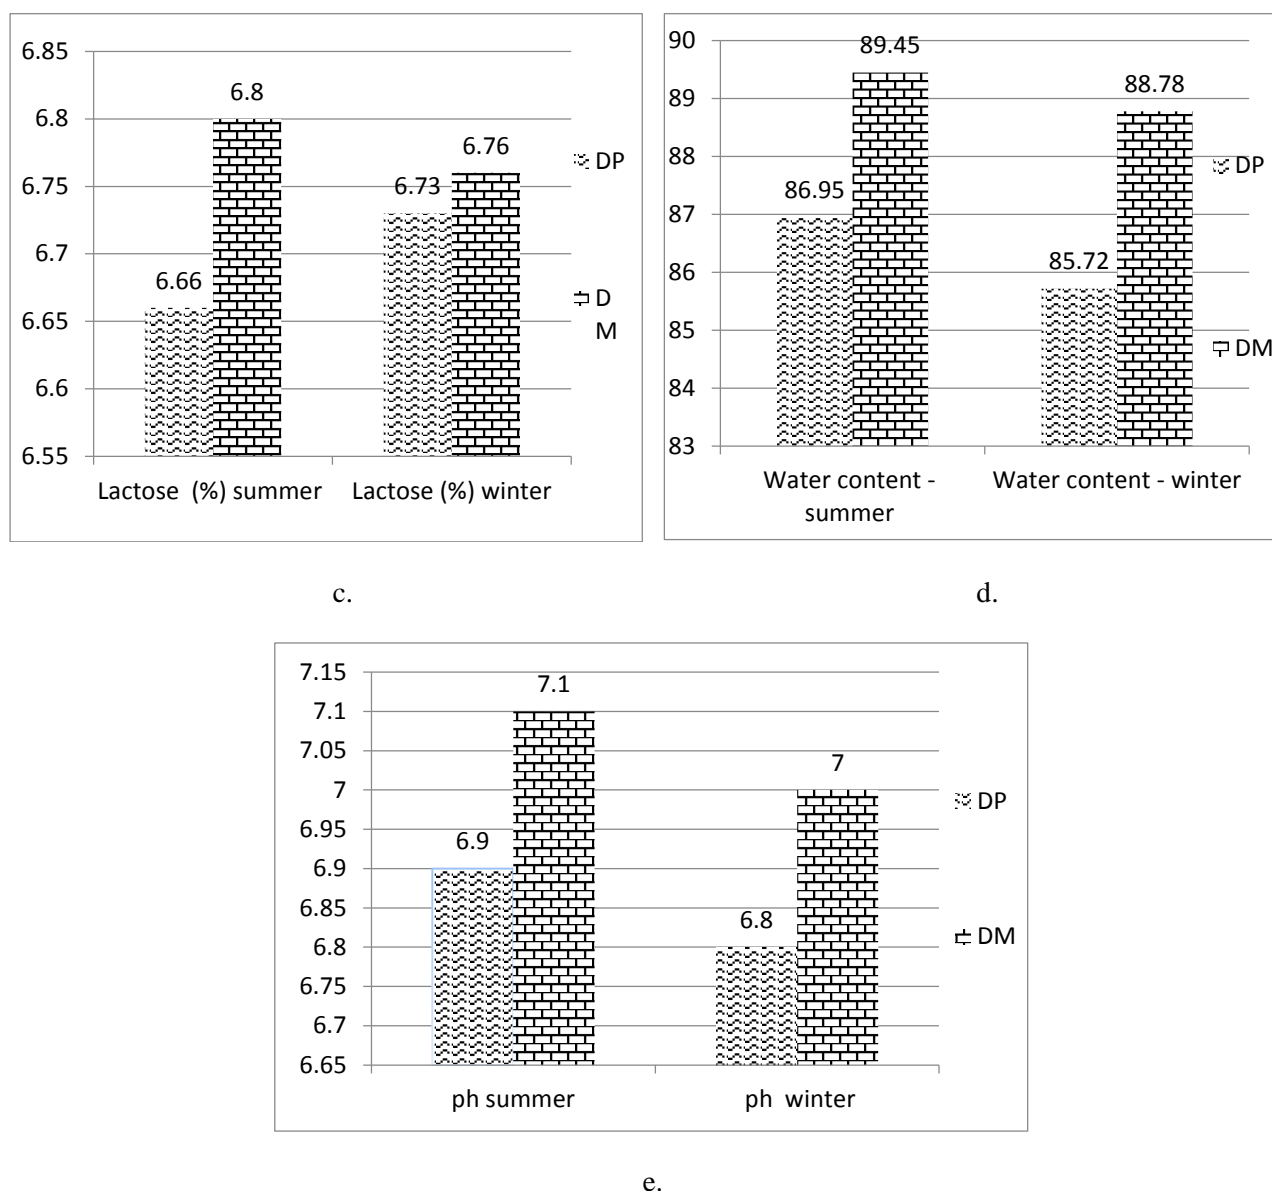 6.85
6.8
6.75
6.7
6.65
6.6
6.55
6.66
6.8
6.73
6.76
Lactose (%) summer
Lactose (%) winter
DP
D
M
90
89
88
87
86
85
84
83
86.95
89.45
85.72
88.78
Water content -
summer
Water content - winter
DP
DM
c.
d.
7.15
7.1
7.05
7
6.95
6.9
6.85
6.8
6.75
6.7
6.65
6.9
7.1
6.8
7
ph summer
ph winter
DP
DM
e.